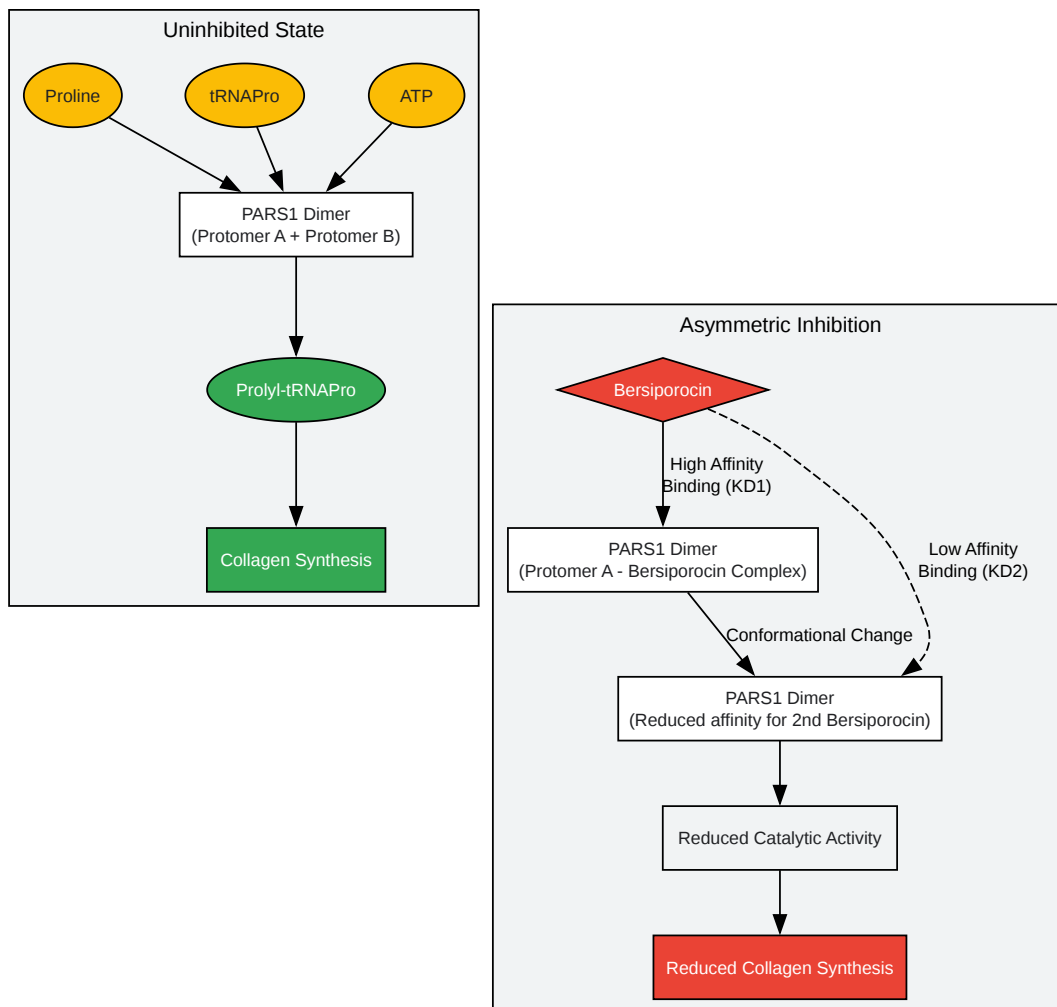 Uninhibited State
Proline
tRNAPro
ATP
PARS1 Dimer
(Protomer A + Protomer B)
Prolyl-tRNAPro
Collagen Synthesis
Asymmetric Inhibition
Bersiporocin
High Affinity
Binding (KD1)
Low Affinity
Binding (KD2)
PARS1 Dimer
(Protomer A - Bersiporocin Complex)
Conformational Change
PARS1 Dimer
(Reduced affinity for 2nd Bersiporocin)
Reduced Catalytic Activity
Reduced Collagen Synthesis